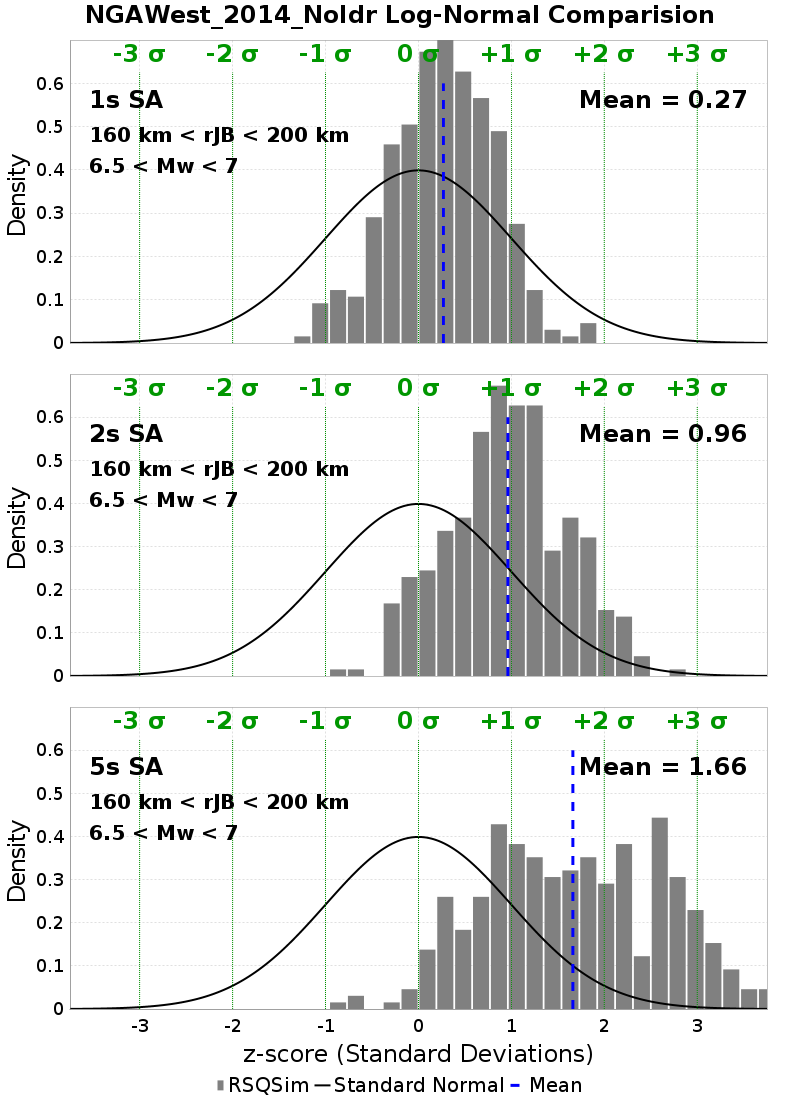 NGAWest_2014_NoIdr Log-Normal Comparision
-3 σ -2 σ -1 σ 0 σ +1 σ +2 σ +3 σ
1s SA Mean = 0.27
160 km < rJB < 200 km
6.5 < Mw < 7
0.6
0.5
0.4
0.3
0.2
0.1
0
Density
-3 σ -2 σ -1 σ 0 σ +1 σ +2 σ +3 σ
2s SA Mean = 0.96
160 km < rJB < 200 km
6.5 < Mw < 7
0.6
0.5
0.4
0.3
0.2
0.1
0
Density
-3 σ -2 σ -1 σ 0 σ +1 σ +2 σ +3 σ
5s SA Mean = 1.66
160 km < rJB < 200 km
6.5 < Mw < 7
0.6
0.5
0.4
0.3
0.2
0.1
0
Density
-3 -2 -1 0 1 2 3
z-score (Standard Deviations)
RSQSim Standard Normal Mean